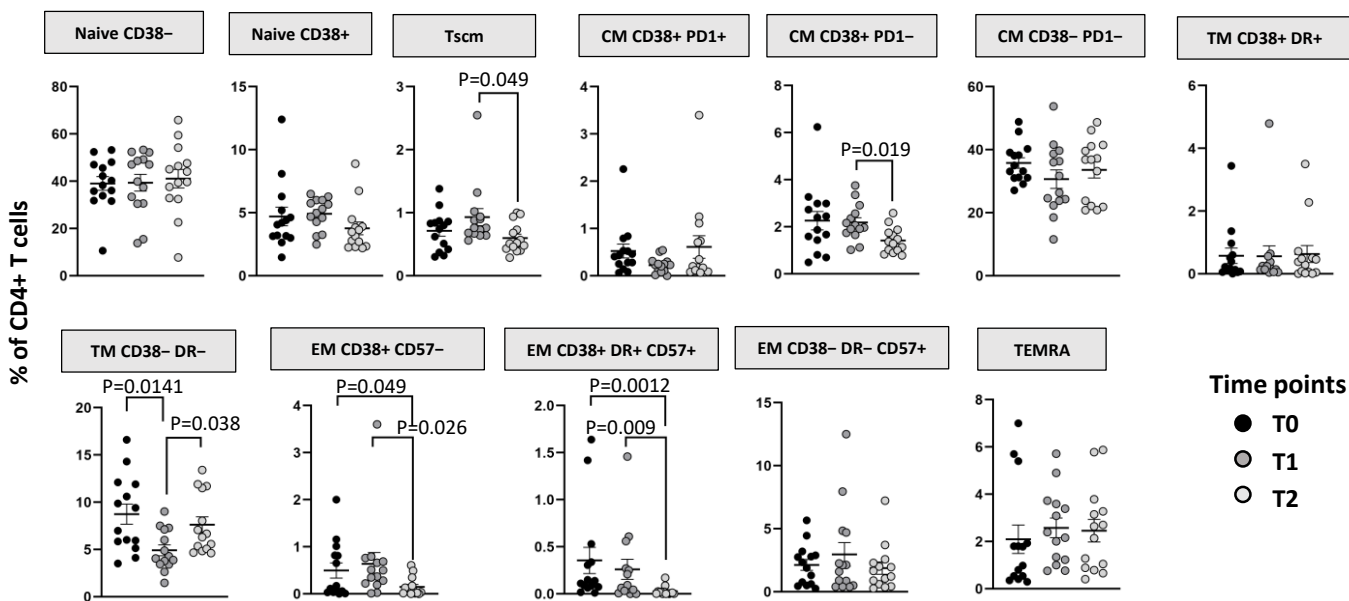 Naive CD38−
Naive CD38+
Tscm
CM CD38+ PD1+
CM CD38+ PD1−
CM CD38− PD1−
TM CD38+ DR+
80
60
40
20
0
15
10
5
0
P=0.049
3
2
1
0
4
3
2
1
0
P=0.019
8
6
4
2
0
60
40
20
0
6
4
2
0
% of CD4+ T cells
TM CD38− DR−
EM CD38+ CD57−
EM CD38+ DR+ CD57+
EM CD38− DR− CD57+
TEMRA
P=0.0141
P=0.038
20
15
10
5
0
P=0.049
P=0.026
4
3
2
1
0
P=0.0012
P=0.009
2.0
1.5
1.0
0.5
0.0
15
10
5
0
8
6
4
2
0
Time points
T0
T1
T2